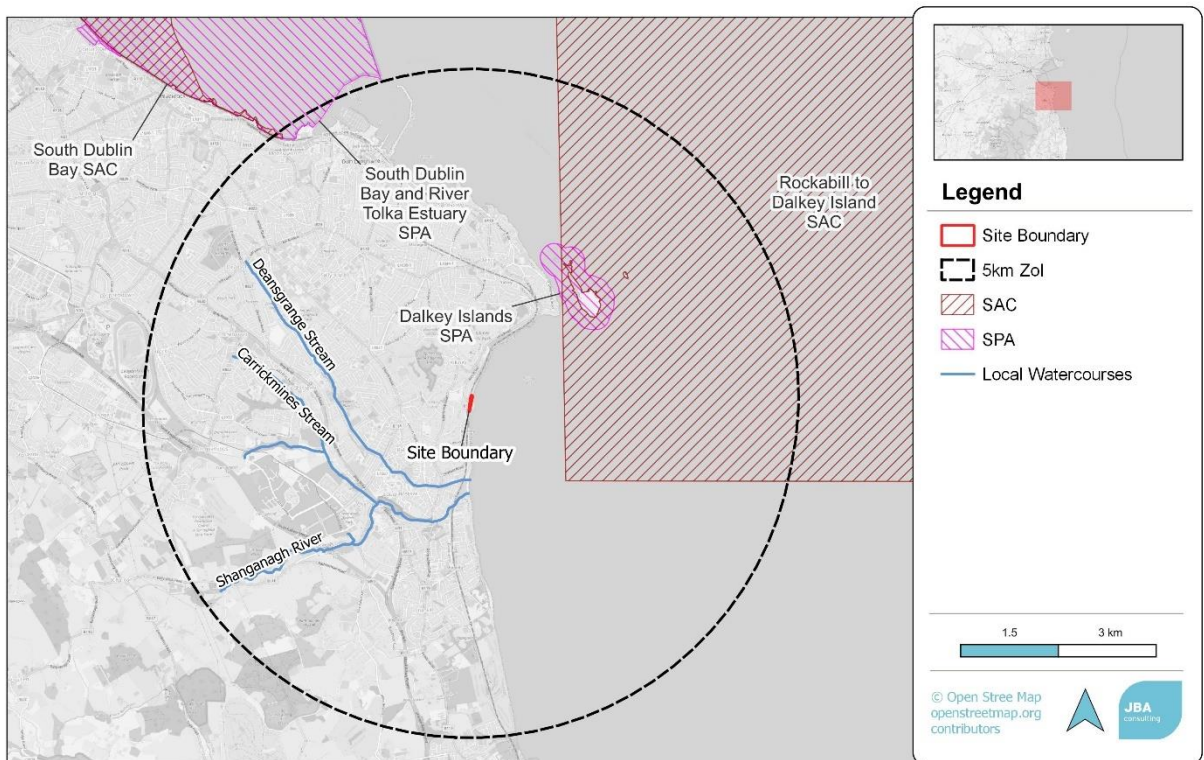 South Dublin
Bay SAC
South Dublin
Bay and River
Tolka Estuary
SPA
Rockabill to
Dalkey Island
SAC
Dalkey Islands
SPA
Deansgrange Stream
Carrickmines Stream
Site Boundary
Shanganagh River
Legend
Site Boundary
5km ZoI
SAC
SPA
Local Watercourses
1.5 3 km
© Open Stree Map
openstreetmap.org
contributors
JBA
consulting